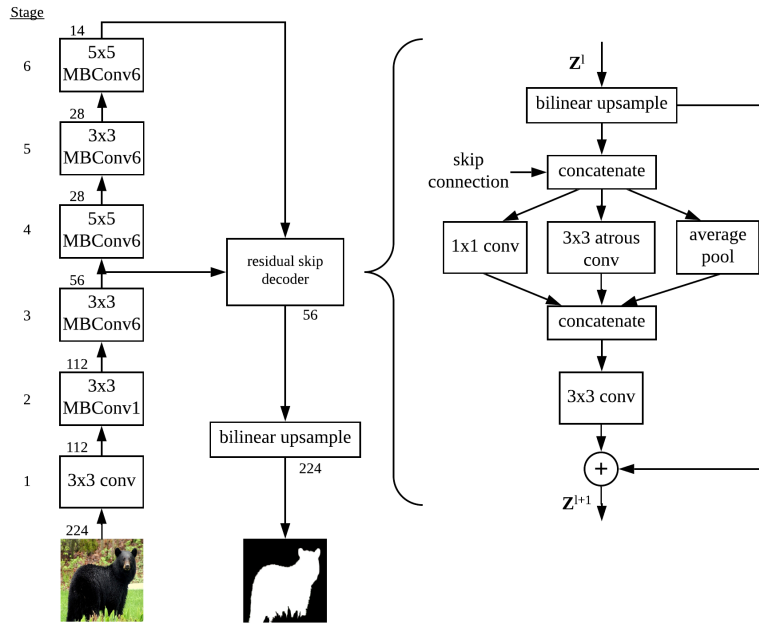 Stage
14
6
5x5
MBConv6
28
5
3x3
MBConv6
28
4
5x5
MBConv6
56
3
3x3
MBConv6
112
2
3x3
MBConv1
112
1
3x3 conv
224
residual skip
decoder
56
bilinear upsample
224
Z^l
bilinear upsample
skip
connection
concatenate
1x1 conv
3x3 atrous
conv
average
pool
concatenate
3x3 conv
+
Z^l+1